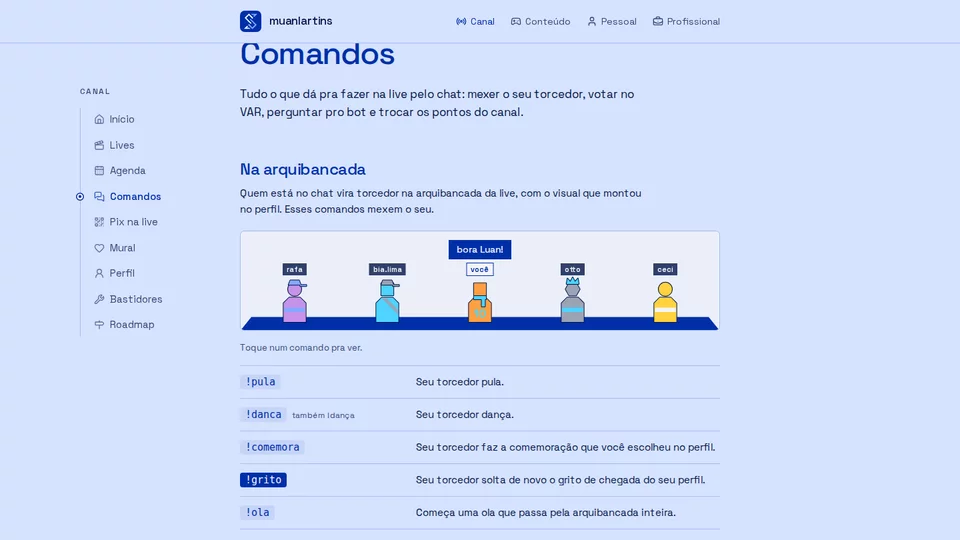 muanlartins
Canal
Conteúdo
Pessoal
Profissional
Comandos
Tudo o que dá pra fazer na live pelo chat: mexer o seu torcedor, votar no
VAR, perguntar pro bot e trocar os pontos do canal.
CANAL
Início
Lives
Agenda
Comandos
Pix na live
Mural
Perfil
Bastidores
Roadmap
Na arquibancada
Quem está no chat vira torcedor na arquibancada da live, com o visual que montou
no perfil. Esses comandos mexem o seu.
bora Luan!
rafa
bia.lima
você
otto
ceci
Toque num comando pra ver.
!pula
Seu torcedor pula.
!danca também !dança
Seu torcedor dança.
!comemora
Seu torcedor faz a comemoração que você escolheu no perfil.
!grito
Seu torcedor solta de novo o grito de chegada do seu perfil.
!ola
Começa uma ola que passa pela arquibancada inteira.